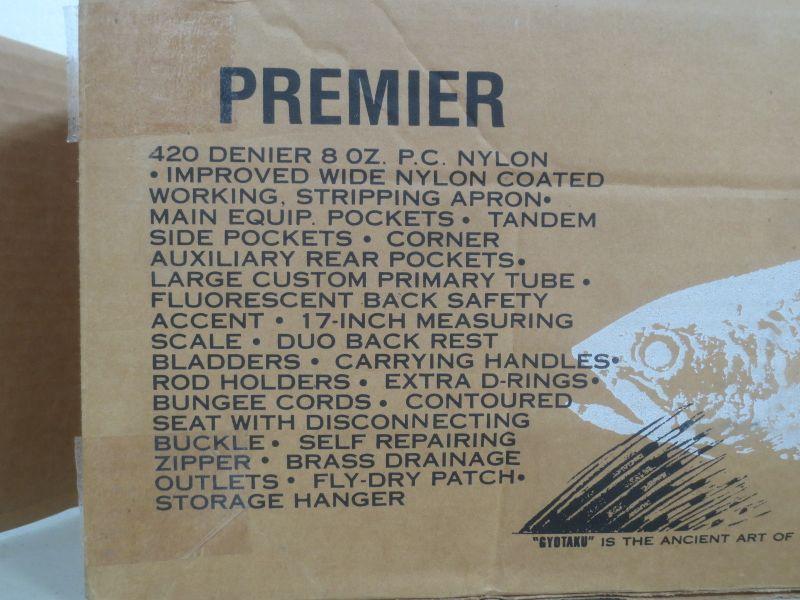 PREMIER
420 DENIER 8 OZ. P.C. NYLON
• IMPROVED WIDE NYLON COATED
WORKING, STRIPPING APRON•
MAIN EQUIP. POCKETS • TANDEM
SIDE POCKETS • CORNER
AUXILIARY REAR POCKETS•
LARGE CUSTOM PRIMARY TUBE •
FLUORESCENT BACK SAFETY
ACCENT • 17-INCH MEASURING
SCALE • DUO BACK REST
BLADDERS • CARRYING HANDLES•
ROD HOLDERS • EXTRA D-RINGS•
BUNGEE CORDS • CONTOURED
SEAT WITH DISCONNECTING
BUCKLE • SELF REPAIRING
ZIPPER • BRASS DRAINAGE
OUTLETS • FLY-DRY PATCH•
STORAGE HANGER
"GYOTAKU" IS THE ANCIENT ART OF